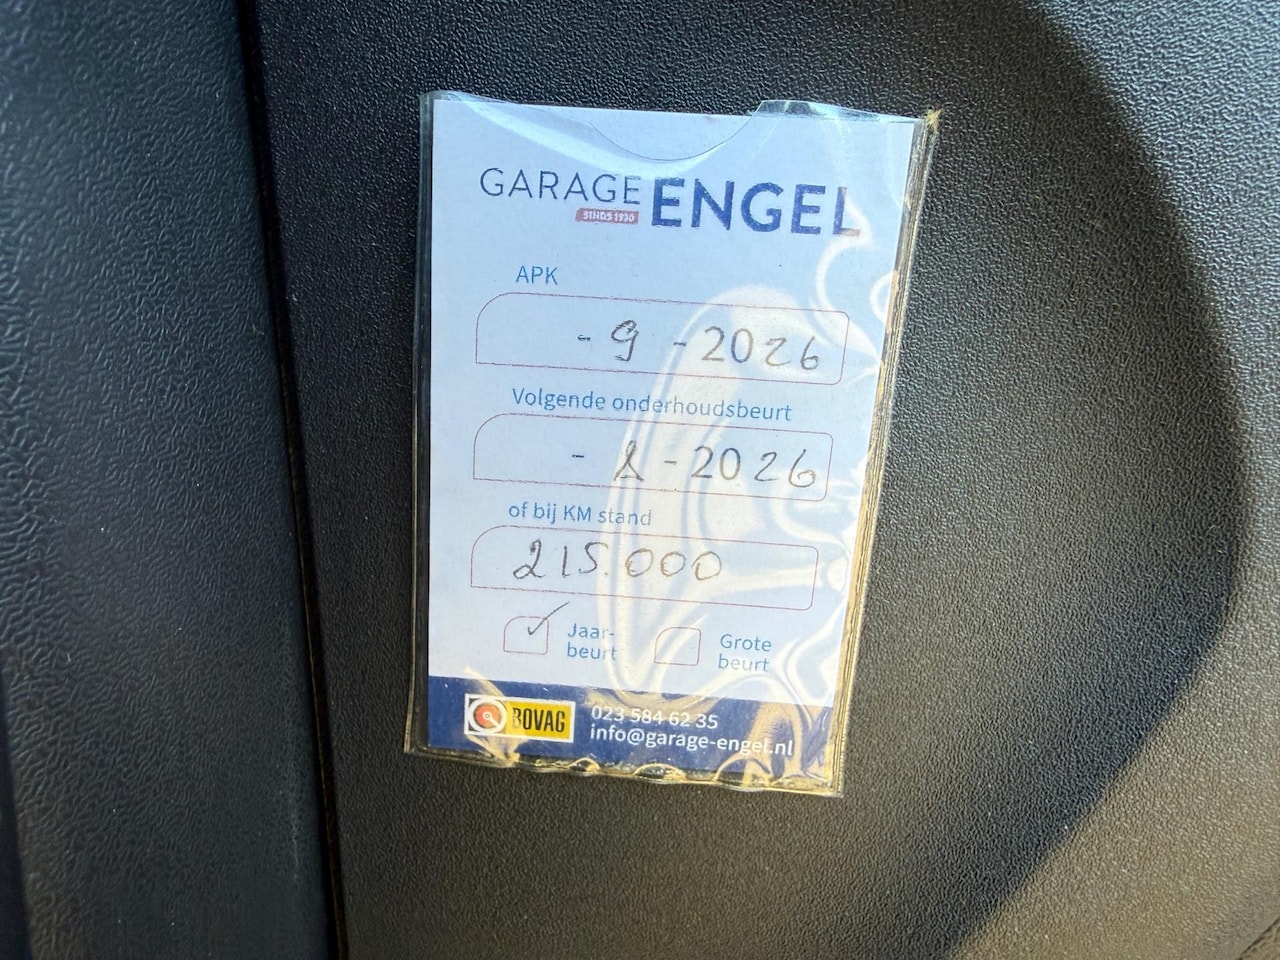 GARAGE ENGEL
SINDS 1930
APK
- 9 - 2026
Volgende onderhoudsbeurt
- 8 - 2026
of bij KM stand
215.000
Jaar-
beurt
Grote
beurt
BOVAG
023 584 62 35
info@garage-engel.nl